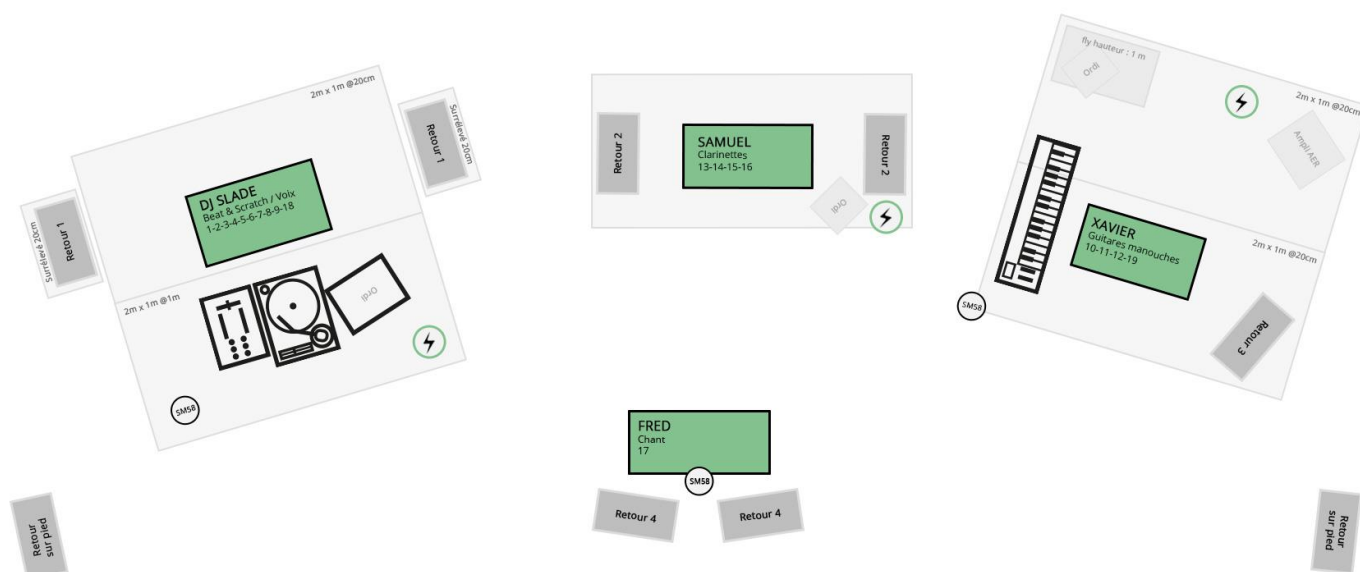 2m x 1m @20cm
Retour 1
Surrélevé 20cm
DJ SLADE
Beat & Scratch / Voix
1-2-3-4-5-6-7-8-9-18
Surrélevé 20cm
Retour 1
2m x 1m @1m
Ordi
SM58
Retour 2
SAMUEL
Clarinettes
13-14-15-16
Retour 2
Ordi
fly hauteur : 1 m
Ordi
2m x 1m @20cm
Ampli AER
XAVIER
Guitares manouches
10-11-12-19
2m x 1m @20cm
SM58
Retour 3
FRED
Chant
17
SM58
Retour 4
Retour 4
Retour
sur pied
Retour
sur pied